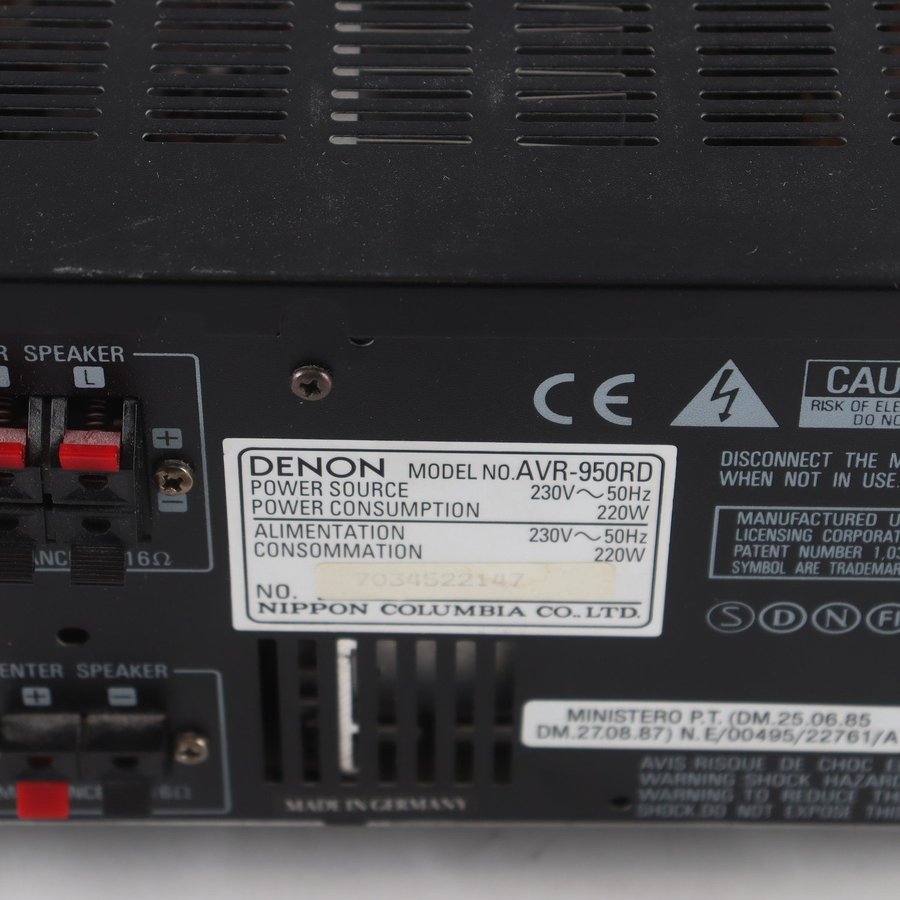 R SPEAKER
L
+
−
16Ω
CE
CAU
RISK OF ELE
DO NO
DISCONNECT THE M
WHEN NOT IN USE.
DENON MODEL NO. AVR-950RD
POWER SOURCE 230V~50Hz
POWER CONSUMPTION 220W
ALIMENTATION 230V~50Hz
CONSOMMATION 220W
NO. 7034522147
NIPPON COLUMBIA CO., LTD.
MANUFACTURED U
LICENSING CORPORAT
PATENT NUMBER 1,03
SYMBOL ARE TRADEMAR
S D N FI
ENTER SPEAKER
+ −
MINISTERO P.T. (DM.25.06.85
DM.27.08.87) N.E/00495/22761/A
AVIS RISQUE DE CHOC E
WARNING SHOCK HAZARD
WARNING TO REDUCE THE
SHOCK.DO NOT EXPOSE THIS
MADE IN GERMANY